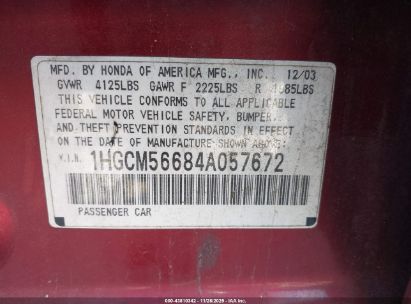 MFD. BY HONDA OF AMERICA MFG., INC. 12/03
GVWR 4125LBS GAWR F 2225LBS R 1985LBS
THIS VEHICLE CONFORMS TO ALL APPLICABLE
FEDERAL MOTOR VEHICLE SAFETY, BUMPER,
AND THEFT PREVENTION STANDARDS IN EFFECT
ON THE DATE OF MANUFACTURE SHOWN ABOVE.
V.I.N. 1HGCM56684A057672
PASSENGER CAR